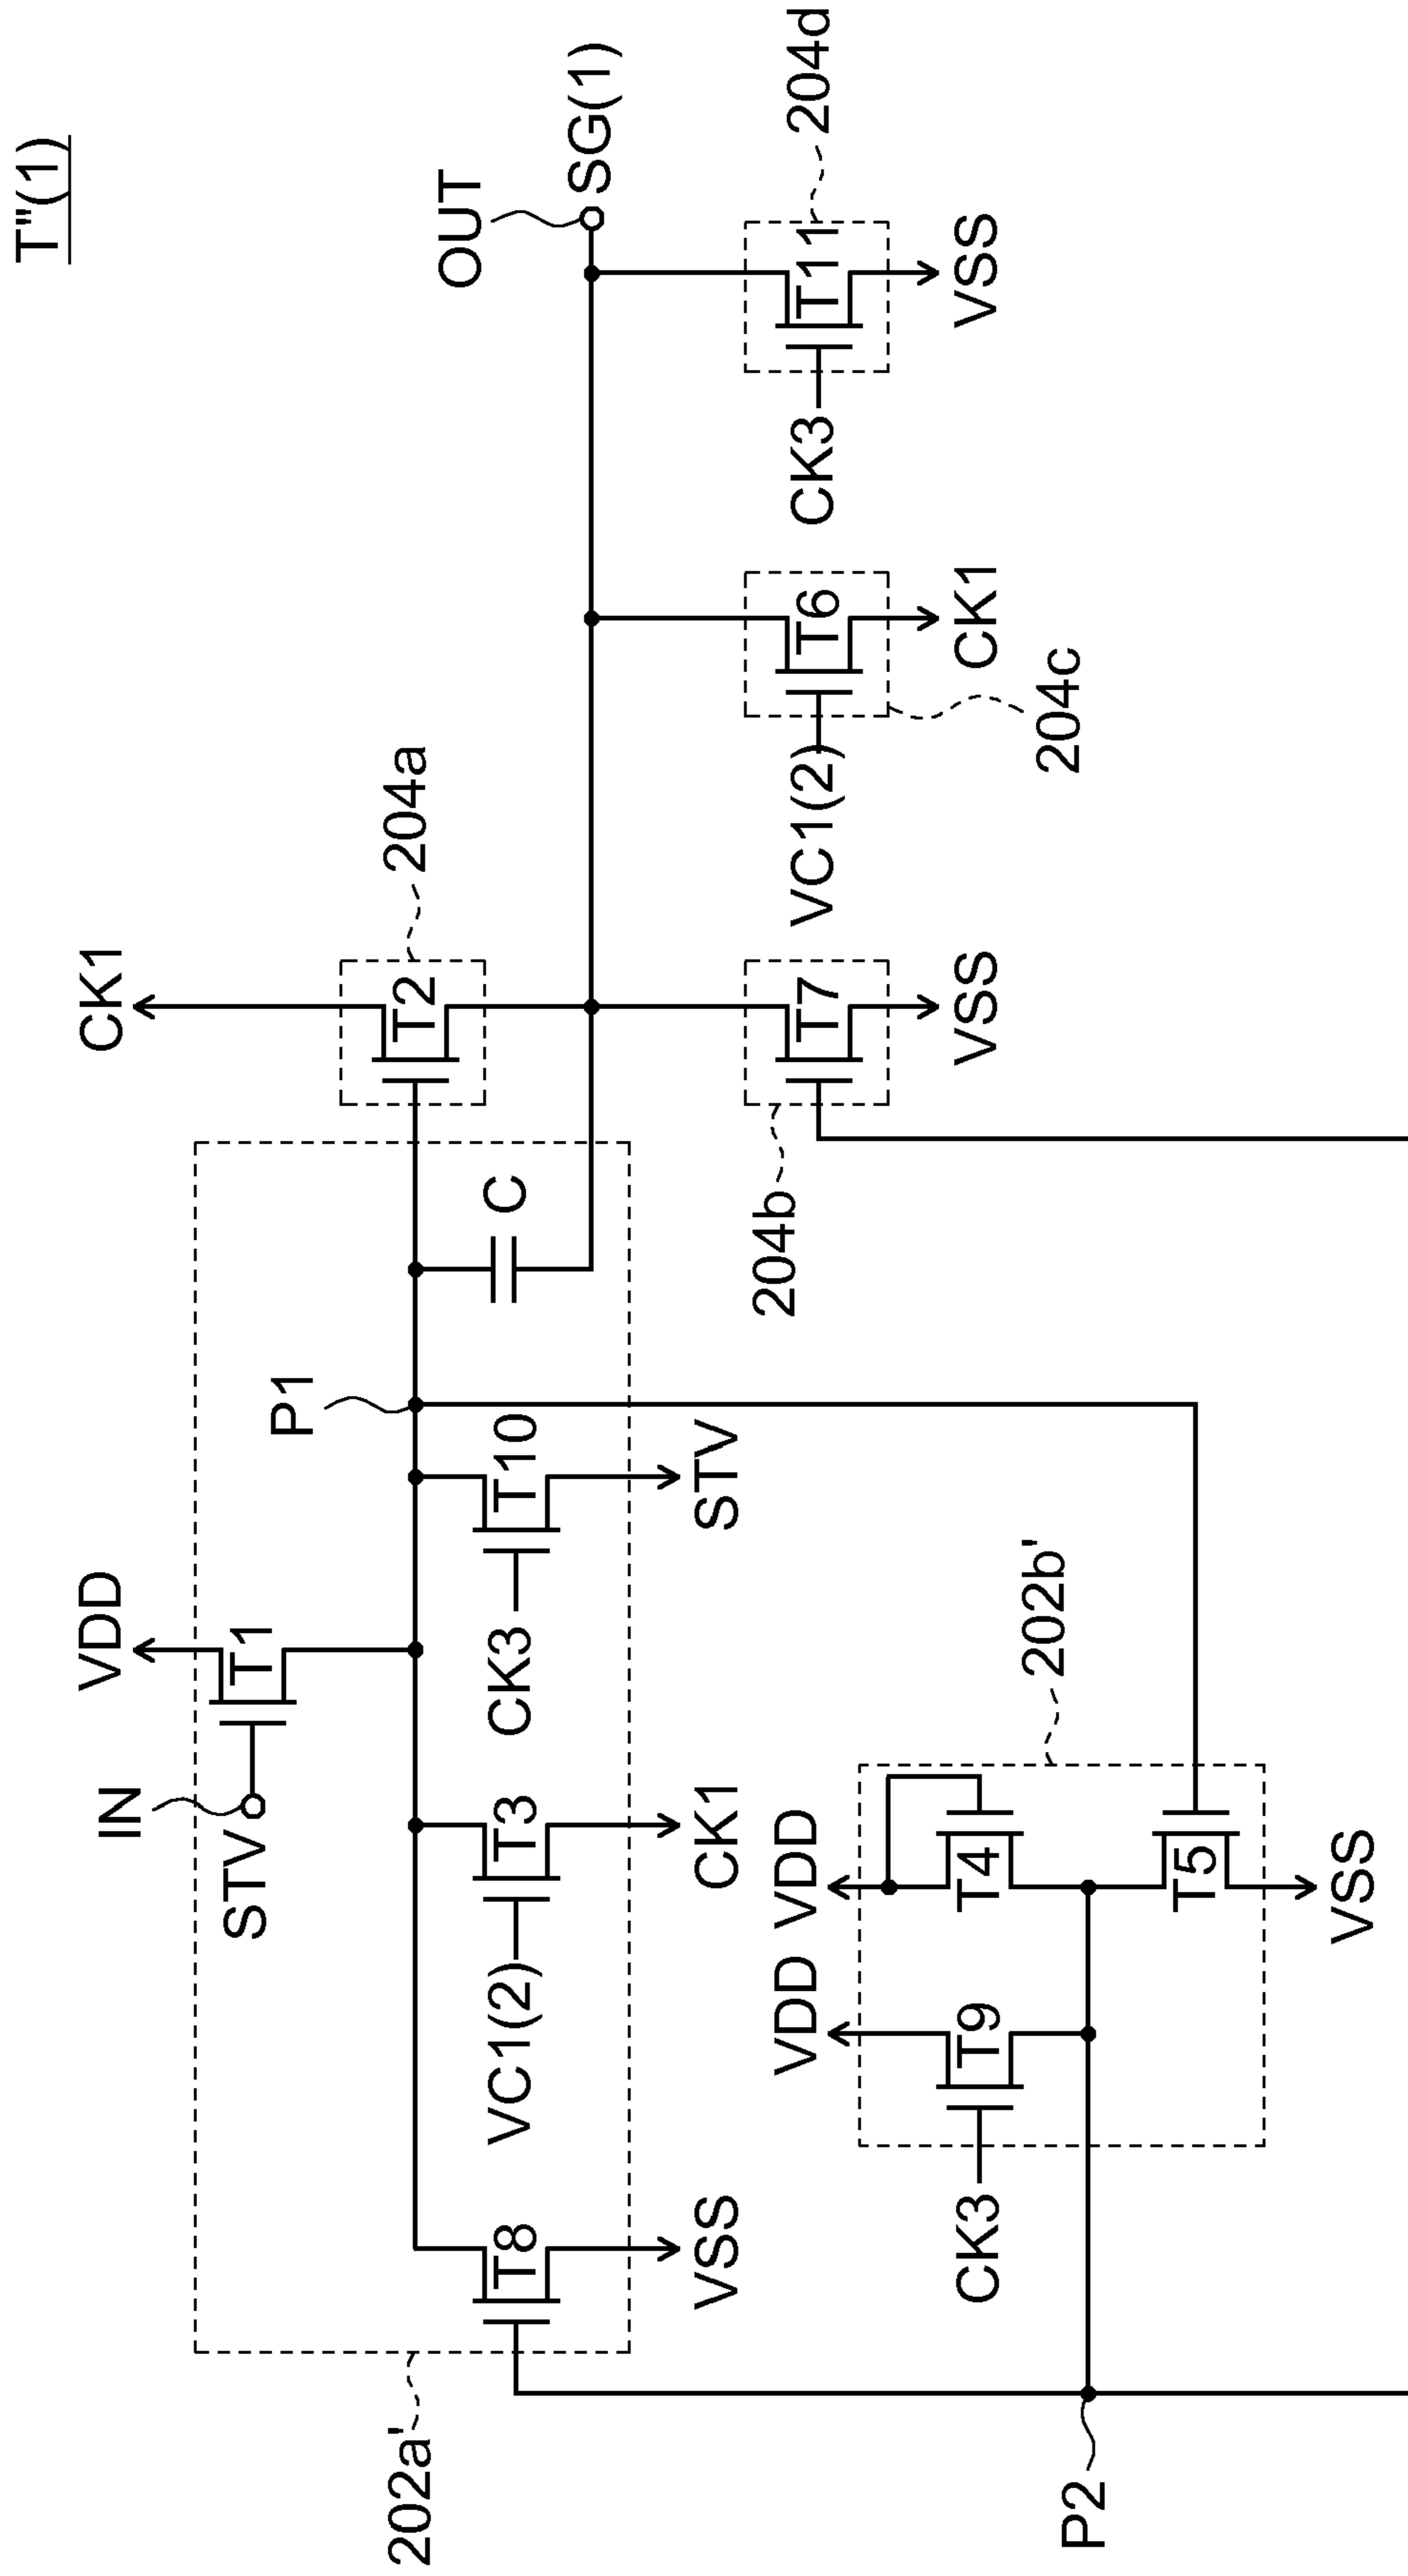 T"(1)
CK1
VDD
IN
STV
T1
P1
204a
T2
OUT
SG(1)
202a'
T8
VSS
VC1(2)
T3
CK1
CK3
T10
STV
C
204b
T7
VSS
VC1(2)
T6
CK1
204c
CK3
T11
VSS
204d
P2
CK3
VDD
T9
VDD
T4
T5
VSS
202b'